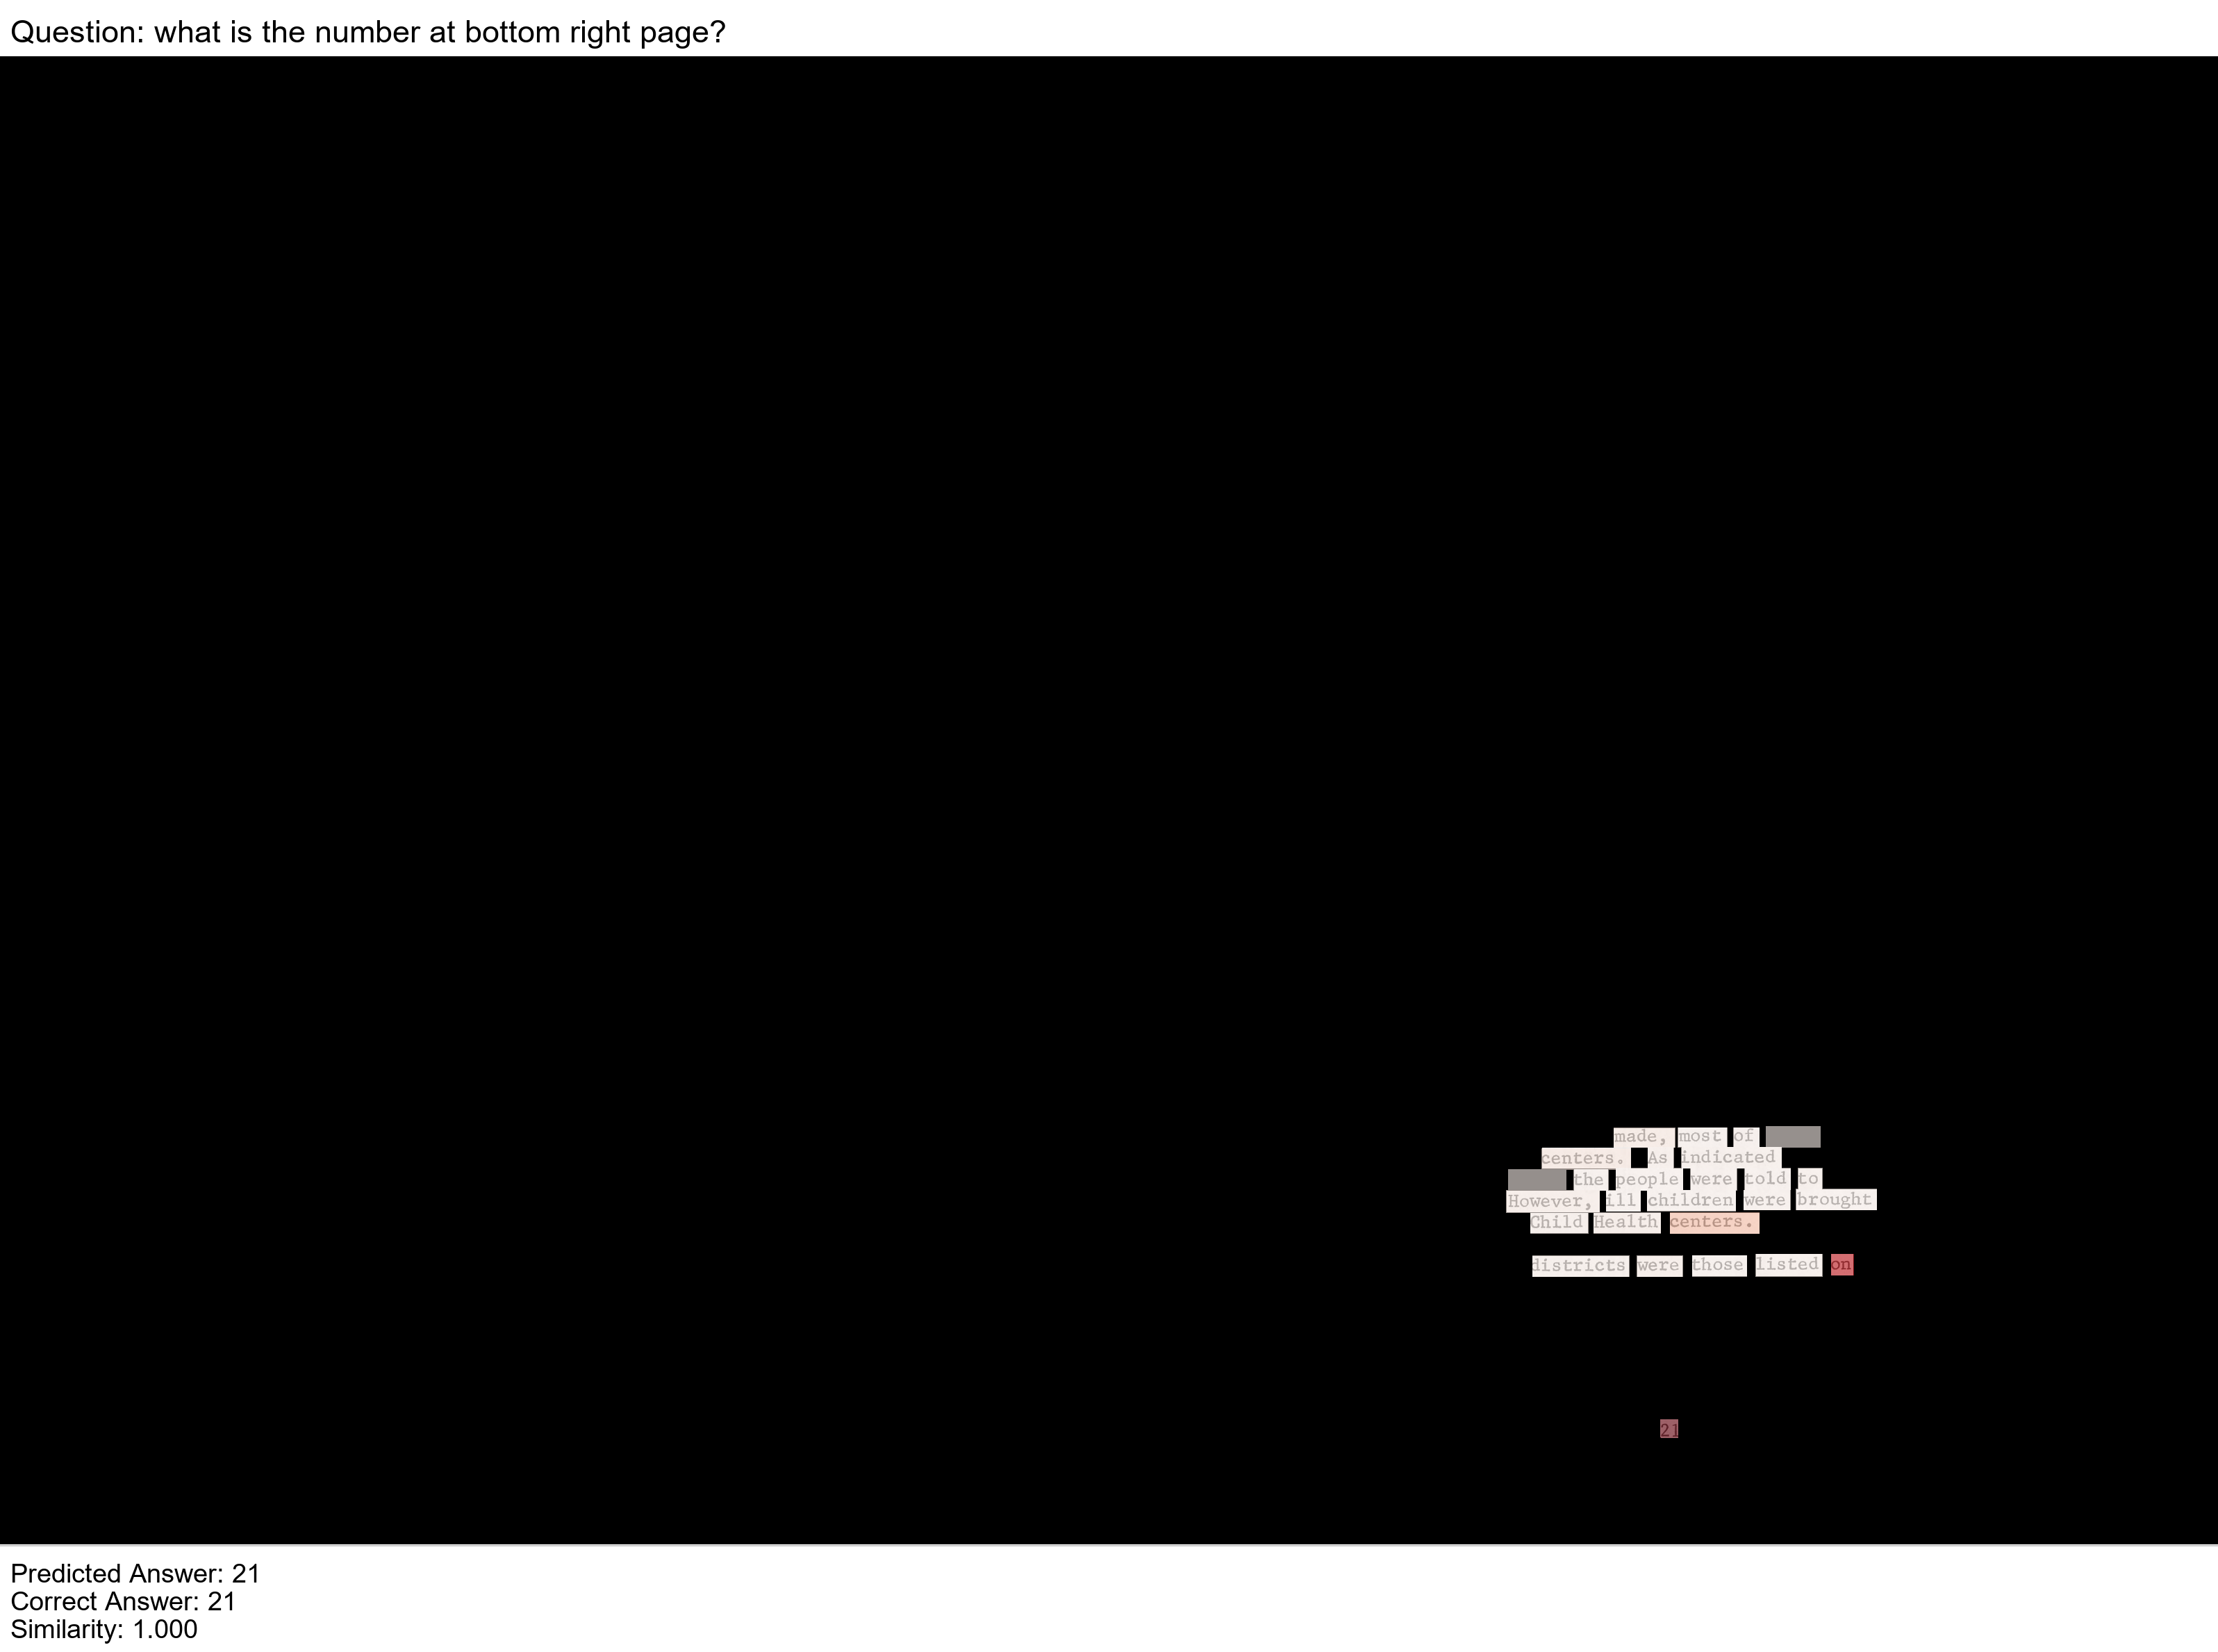 Question: what is the number at bottom right page?
made, most of
centers. As indicated
the people were told to
However, ill children were brought
Child Health centers.
districts were those listed on
21
Predicted Answer: 21
Correct Answer: 21
Similarity: 1.000